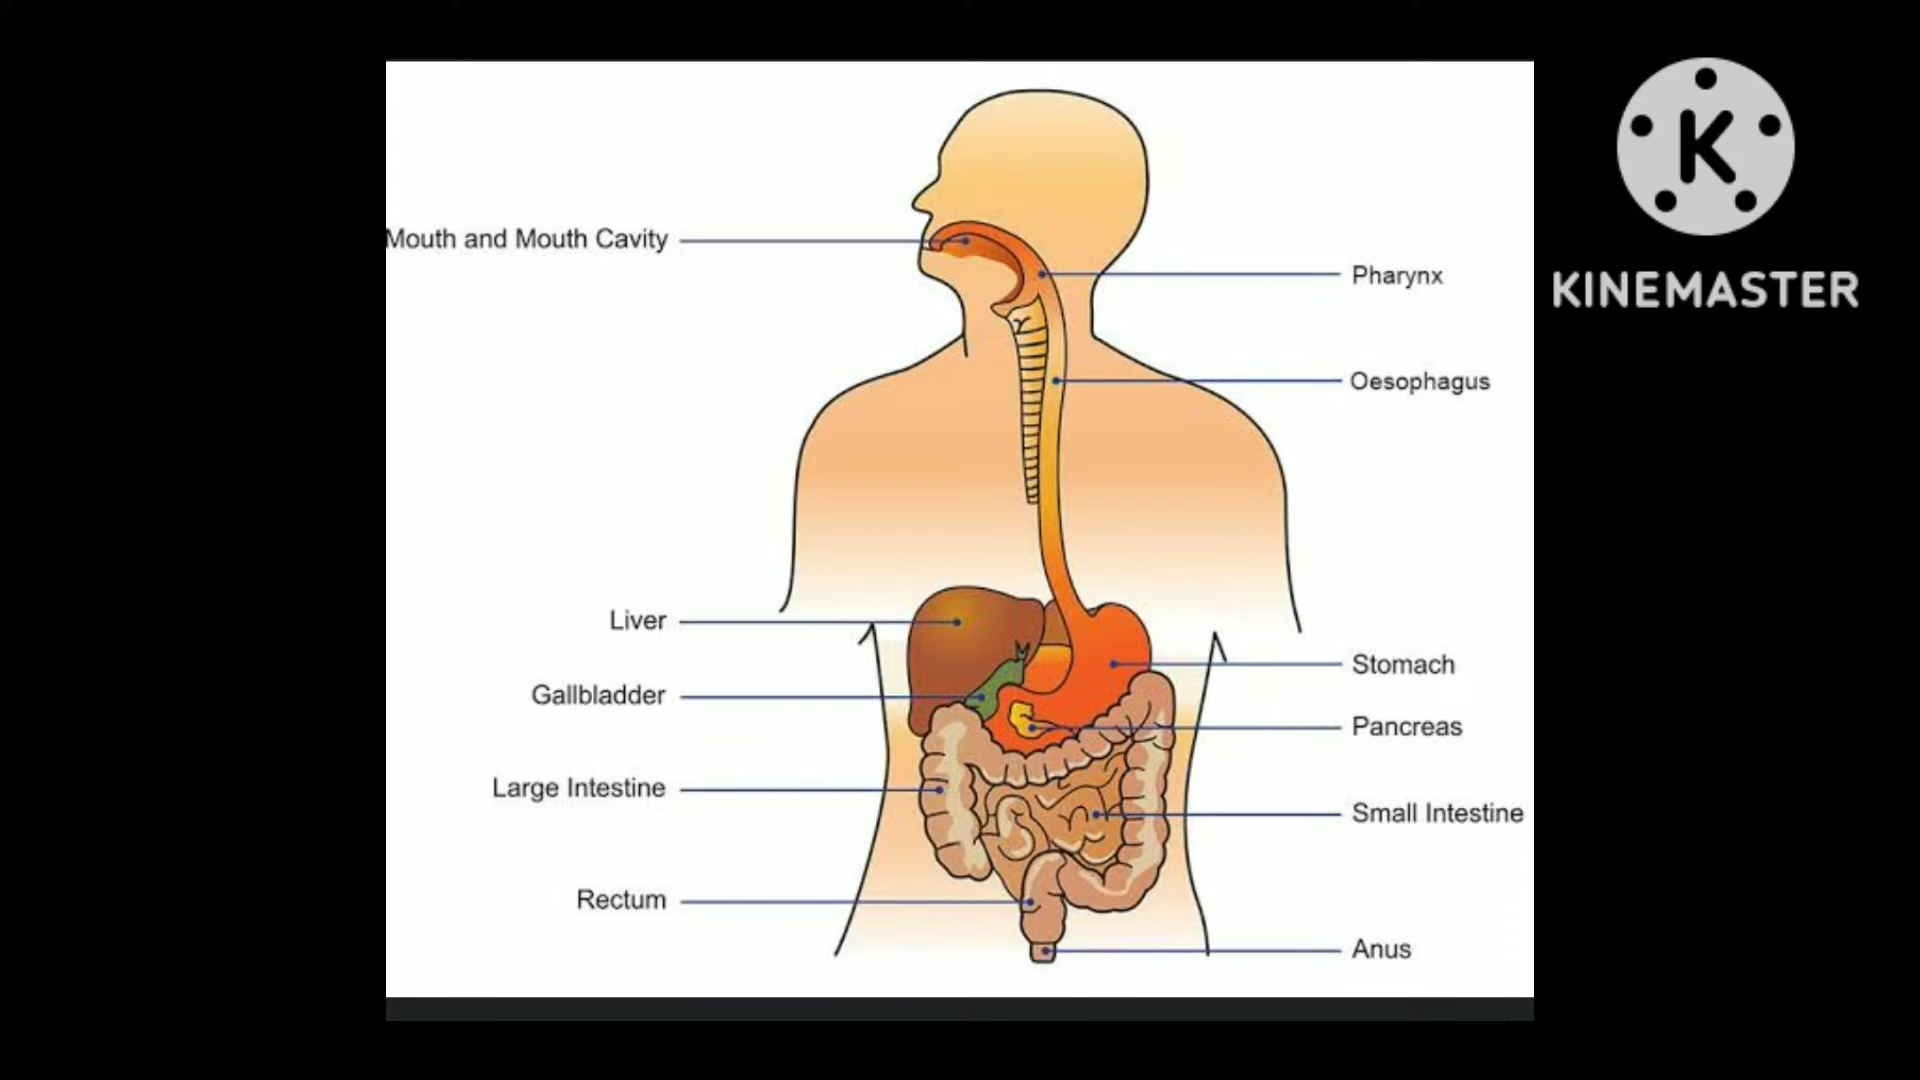 Mouth and Mouth Cavity
Pharynx
Oesophagus
Liver
Stomach
Gallbladder
Pancreas
Large Intestine
Small Intestine
Rectum
Anus
K
KINEMASTER